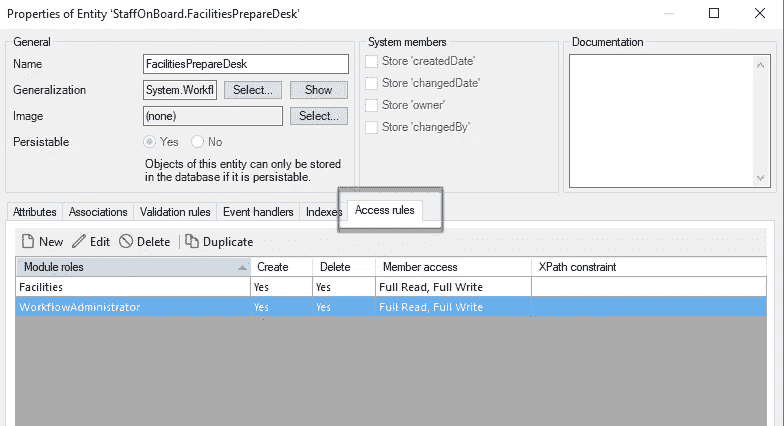 Properties of Entity 'StaffOnBoard.FacilitiesPrepareDesk'
General
Name FacilitiesPrepareDesk
Generalization System.Workfl Select... Show
Image (none) Select...
Persistable Yes No
Objects of this entity can only be stored
in the database if it is persistable.
System members
Store 'createdDate'
Store 'changedDate'
Store 'owner'
Store 'changedBy'
Documentation
Attributes Associations Validation rules Event handlers Indexes Access rules
New Edit Delete Duplicate
Module roles Create Delete Member access XPath constraint
Facilities Yes Yes Full Read, Full Write
WorkflowAdministrator Yes Yes Full Read, Full Write